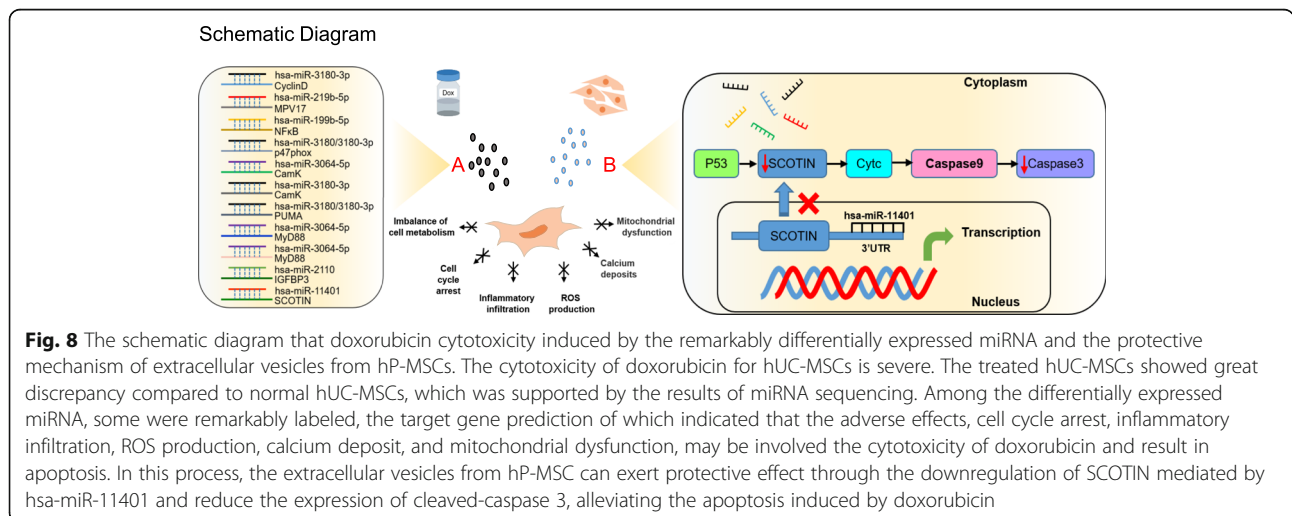 Schematic Diagram
hsa-miR-3180-3p
CyclinD
hsa-miR-219b-5p
MPV17
hsa-miR-199b-5p
NFκB
hsa-miR-3180/3180-3p
p47phox
hsa-miR-3064-5p
CamK
hsa-miR-3180-3p
CamK
hsa-miR-3180/3180-3p
PUMA
hsa-miR-3064-5p
MyD88
hsa-miR-3064-5p
MyD88
hsa-miR-2110
IGFBP3
hsa-miR-11401
SCOTIN
Dox
A
B
Imbalance of
cell metabolism
Cell
cycle
arrest
Inflammatory
infiltration
ROS
production
Calcium
deposits
Mitochondrial
dysfunction
Cytoplasm
P53
SCOTIN
Cytc
Caspase9
Caspase3
hsa-miR-11401
SCOTIN
3'UTR
Transcription
Nucleus
Fig. 8 The schematic diagram that doxorubicin cytotoxicity induced by the remarkably differentially expressed miRNA and the protective
mechanism of extracellular vesicles from hP-MSCs. The cytotoxicity of doxorubicin for hUC-MSCs is severe. The treated hUC-MSCs showed great
discrepancy compared to normal hUC-MSCs, which was supported by the results of miRNA sequencing. Among the differentially expressed
miRNA, some were remarkably labeled, the target gene prediction of which indicated that the adverse effects, cell cycle arrest, inflammatory
infiltration, ROS production, calcium deposit, and mitochondrial dysfunction, may be involved the cytotoxicity of doxorubicin and result in
apoptosis. In this process, the extracellular vesicles from hP-MSC can exert protective effect through the downregulation of SCOTIN mediated by
hsa-miR-11401 and reduce the expression of cleaved-caspase 3, alleviating the apoptosis induced by doxorubicin